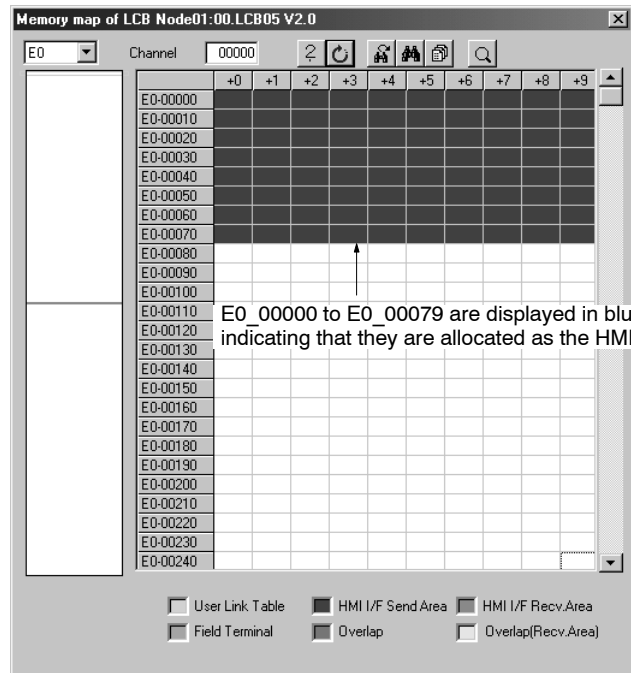 Memory map of LCB Node01:00.LCB05 V2.0
E0 Channel 00000
+0 +1 +2 +3 +4 +5 +6 +7 +8 +9
E0-00000
E0-00010
E0-00020
E0-00030
E0-00040
E0-00050
E0-00060
E0-00070
E0-00080
E0-00090
E0-00100
E0-00110
E0-00120
E0-00130
E0-00140
E0-00150
E0-00160
E0-00170
E0-00180
E0-00190
E0-00200
E0-00210
E0-00220
E0-00230
E0-00240
E0_00000 to E0_00079 are displayed in blu
indicating that they are allocated as the HMI
User Link Table HMI I/F Send Area HMI I/F Recv.Area
Field Terminal Overlap Overlap(Recv.Area)